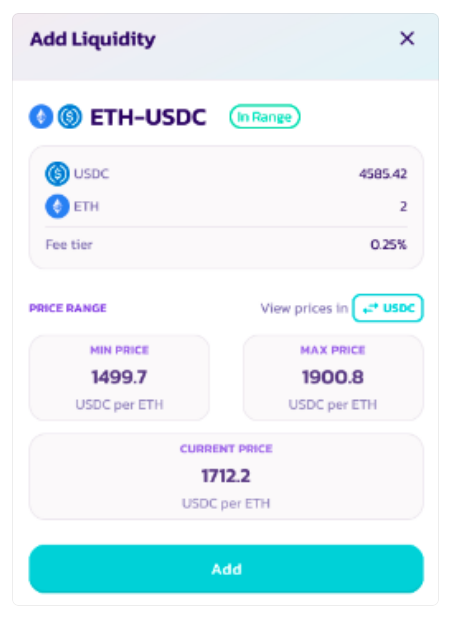 Add Liquidity
ETH-USDC In Range
USDC 4585.42
ETH 2
Fee tier 0.25%
PRICE RANGE View prices in USDC
MIN PRICE MAX PRICE
1499.7 1900.8
USDC per ETH USDC per ETH
CURRENT PRICE
1712.2
USDC per ETH
Add